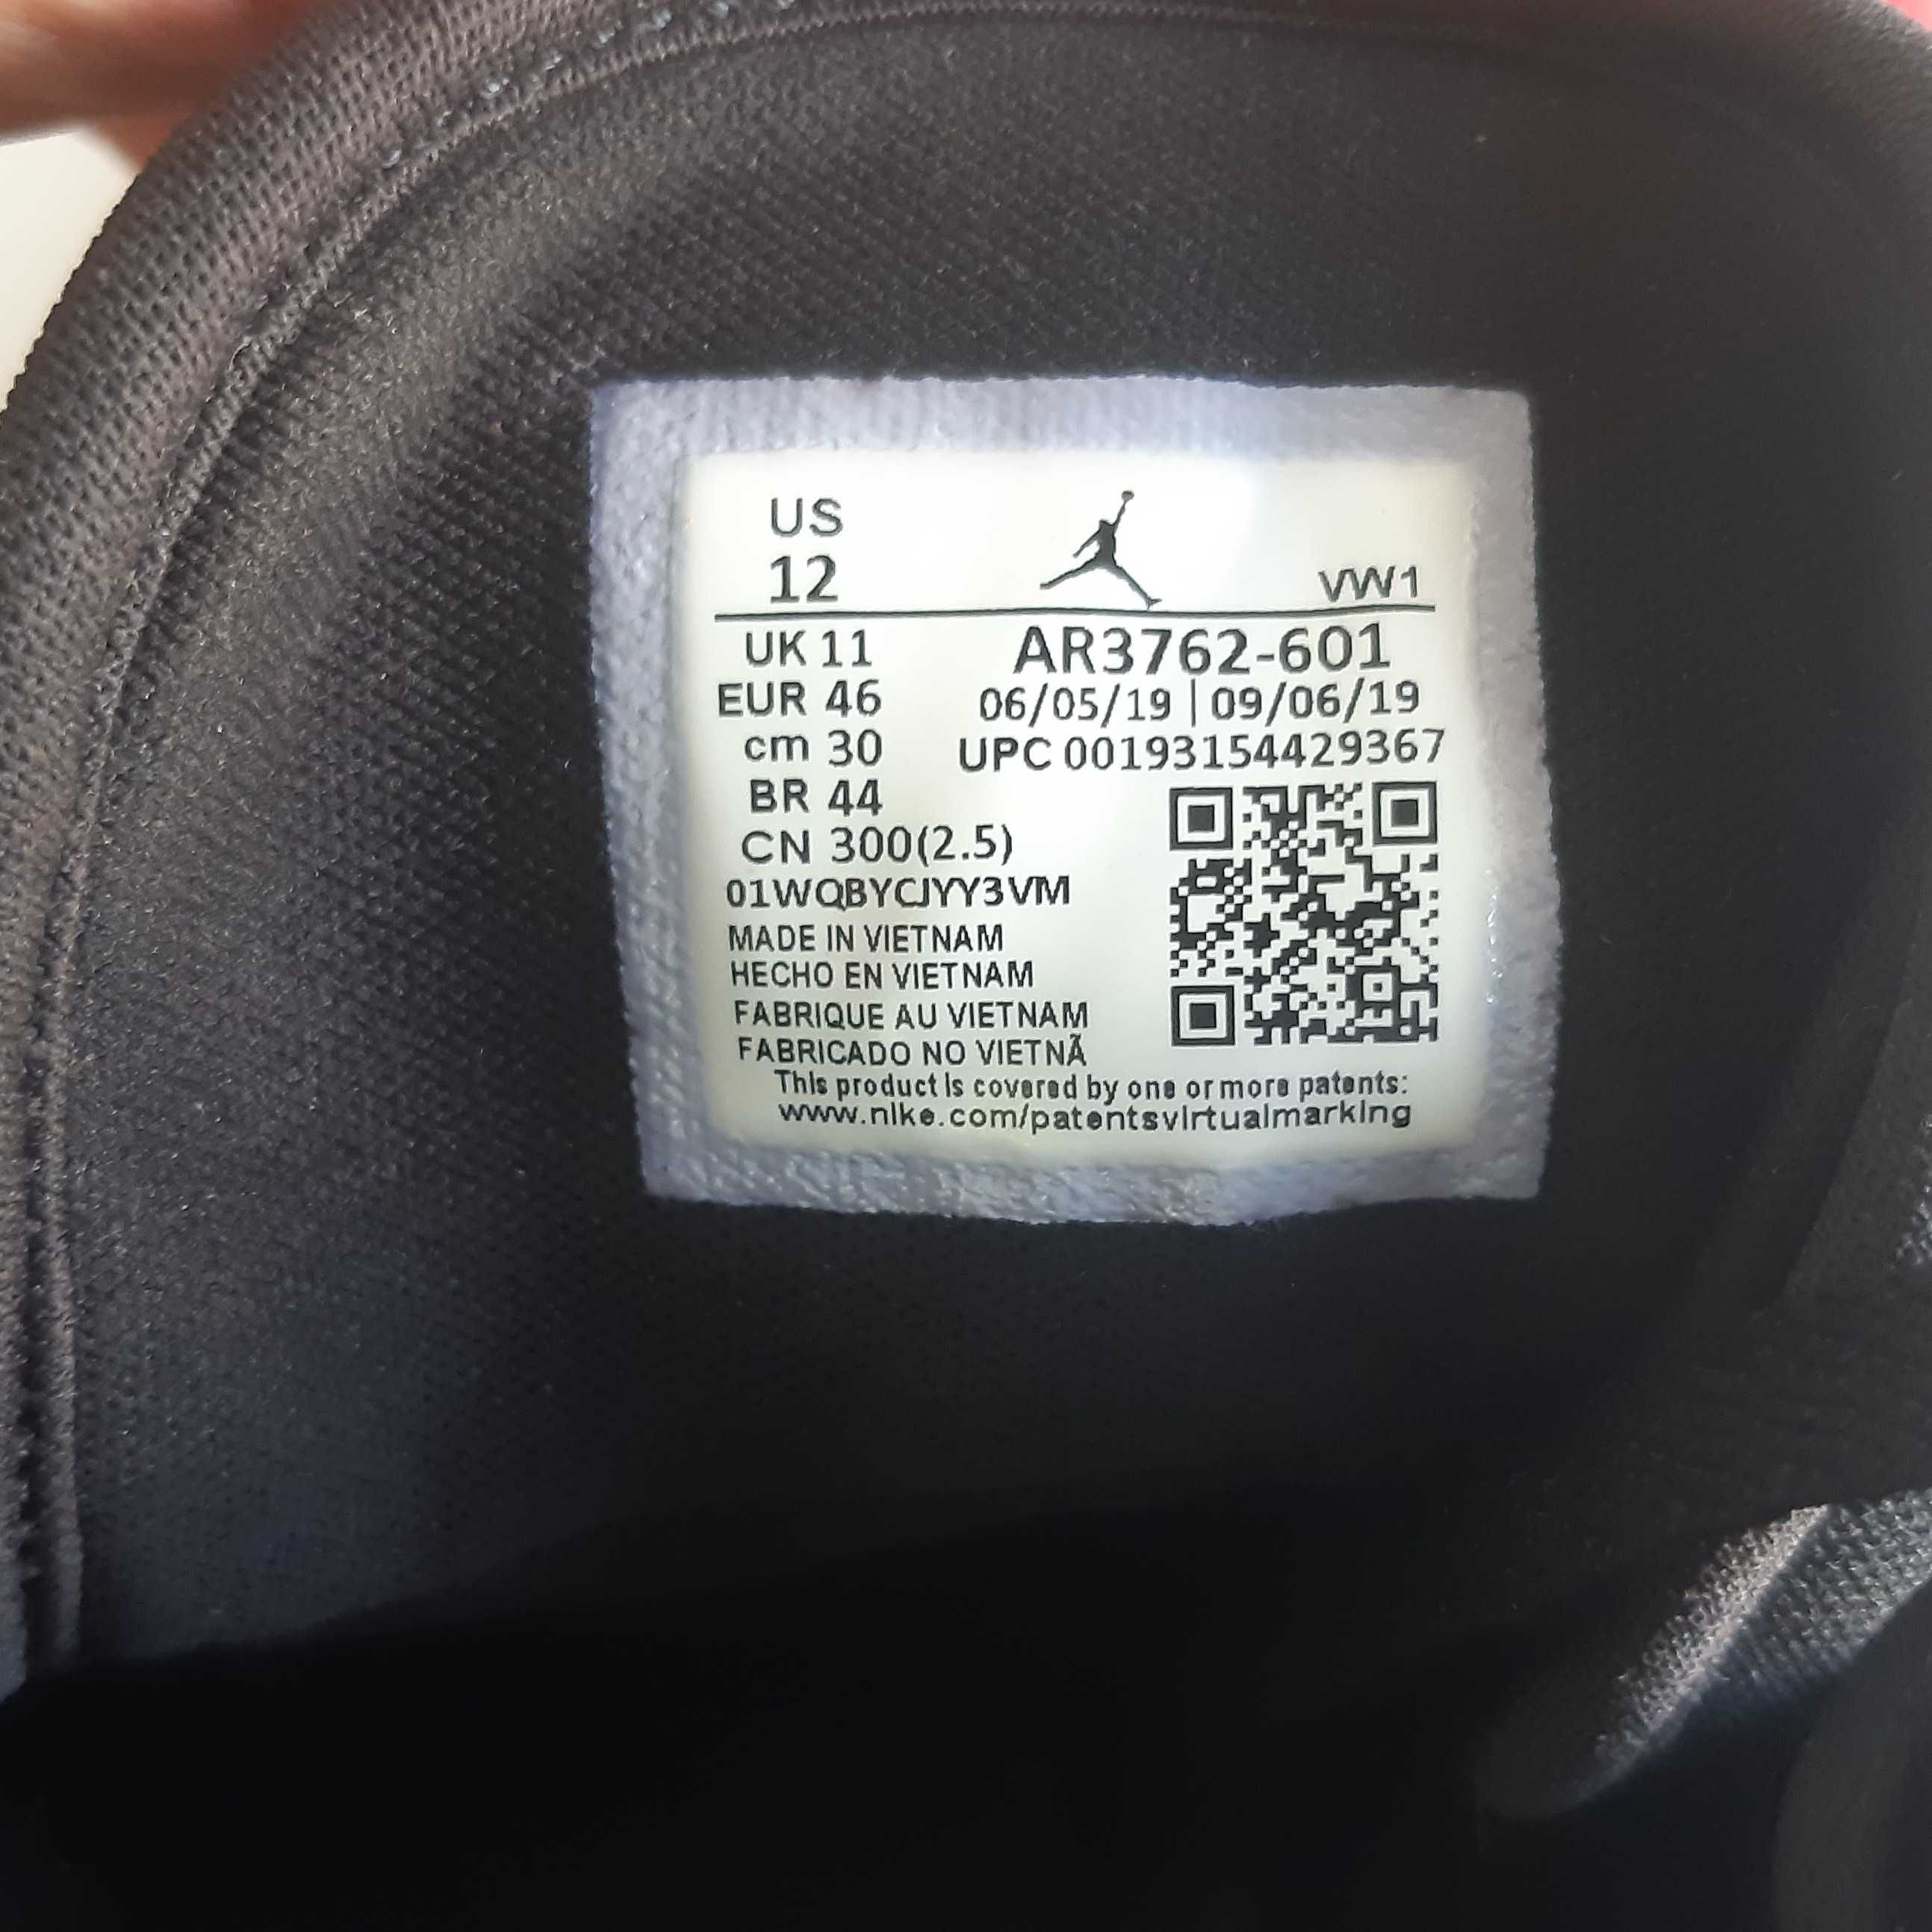 US
12
VW1
UK 11
AR3762-601
EUR 46
06/05/19 | 09/06/19
cm 30
UPC 00193154429367
BR 44
CN 300(2.5)
01WQBYCJYY3VM
MADE IN VIETNAM
HECHO EN VIETNAM
FABRIQUE AU VIETNAM
FABRICADO NO VIETNÃ
This product is covered by one or more patents:
www.nike.com/patentsvirtualmarking